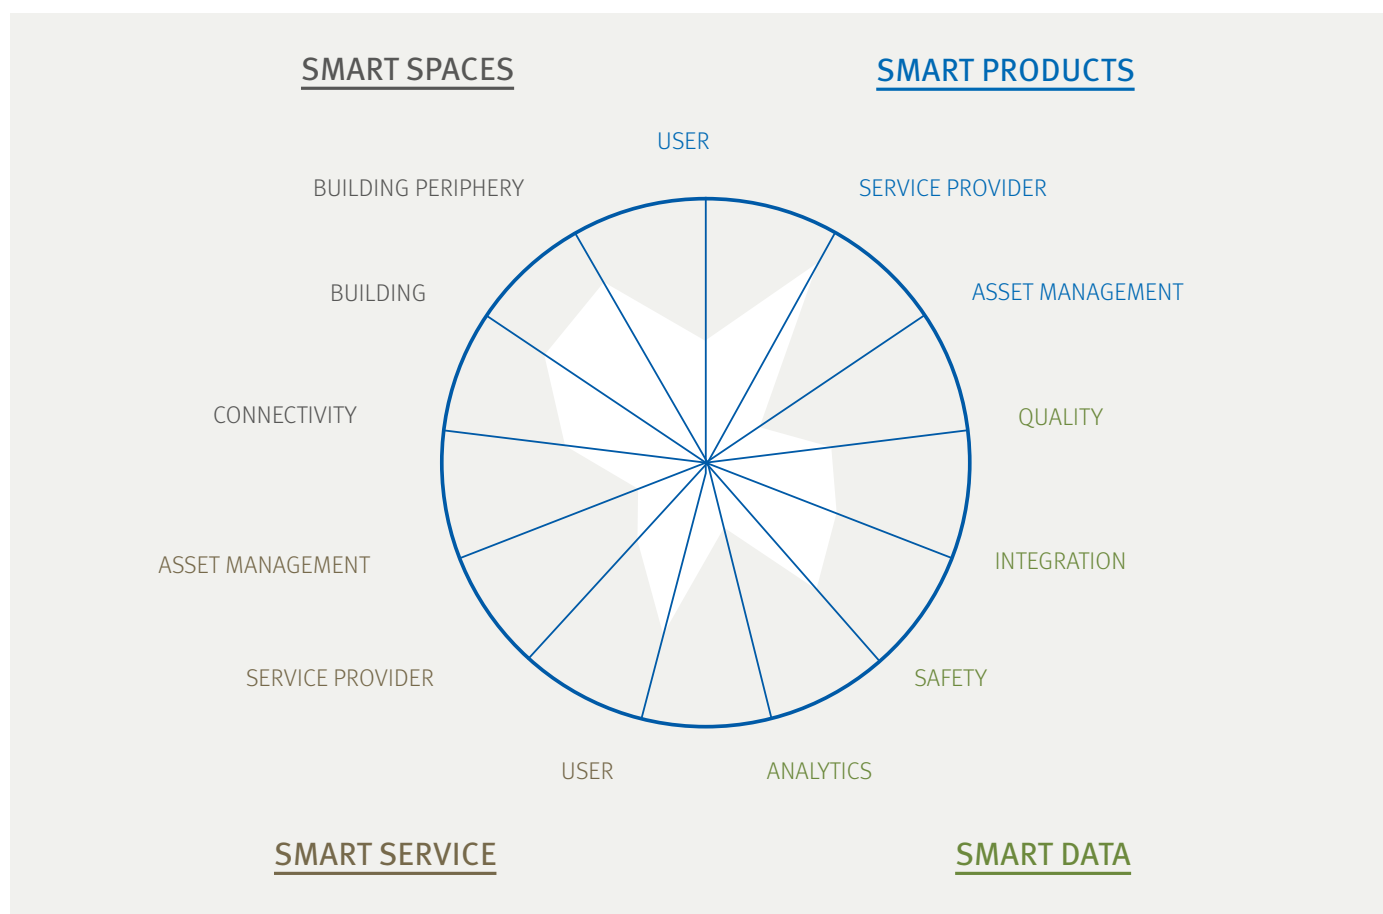 SMART SPACES
SMART PRODUCTS
USER
BUILDING PERIPHERY
SERVICE PROVIDER
BUILDING
ASSET MANAGEMENT
CONNECTIVITY
QUALITY
ASSET MANAGEMENT
INTEGRATION
SERVICE PROVIDER
SAFETY
USER
ANALYTICS
SMART SERVICE
SMART DATA